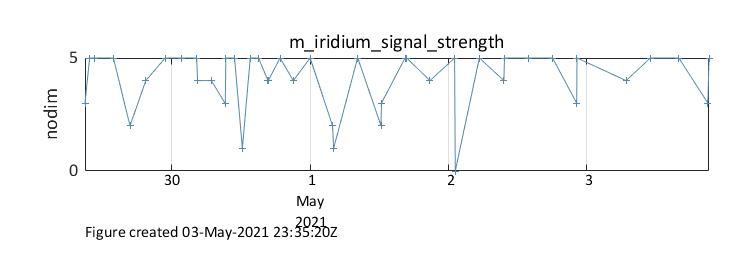 m_iridium_signal_strength
5
nodim
0
30 1 2 3
May
2021
Figure created 03-May-2021 23:35:20Z